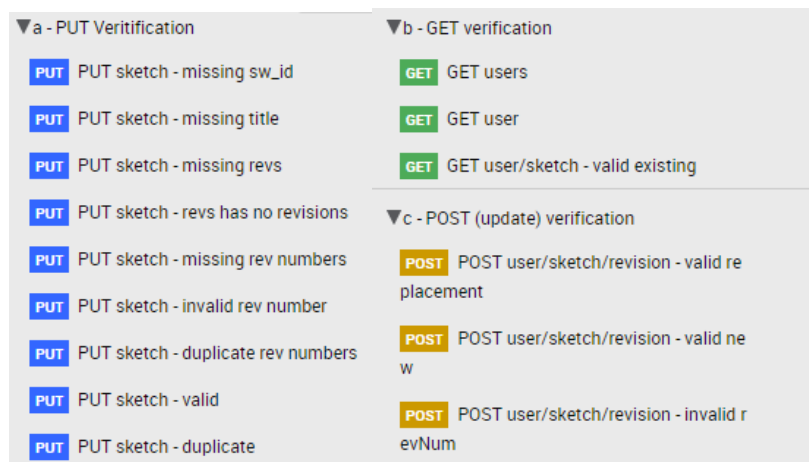 ▼a - PUT Veritification
PUT PUT sketch - missing sw_id
PUT PUT sketch - missing title
PUT PUT sketch - missing revs
PUT PUT sketch - revs has no revisions
PUT PUT sketch - missing rev numbers
PUT PUT sketch - invalid rev number
PUT PUT sketch - duplicate rev numbers
PUT PUT sketch - valid
PUT PUT sketch - duplicate
▼b - GET verification
GET GET users
GET GET user
GET GET user/sketch - valid existing
▼c - POST (update) verification
POST POST user/sketch/revision - valid re
placement
POST POST user/sketch/revision - valid ne
w
POST POST user/sketch/revision - invalid r
evNum